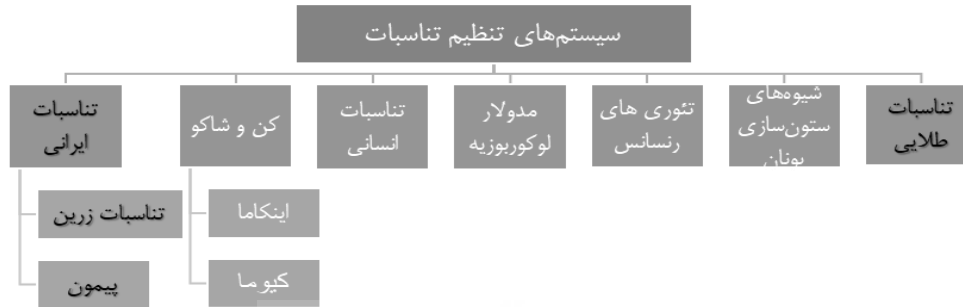 سیستم‌های تنظیم تناسبات
تناسبات
طلایی
شیوه‌های
ستون‌سازی
یونان
تئوری های
رنسانس
مدولار
لوکوربوزیه
تناسبات
انسانی
کن و شاکو
تناسبات
ایرانی
اینکاما
کیوما
تناسبات زرین
پیمون